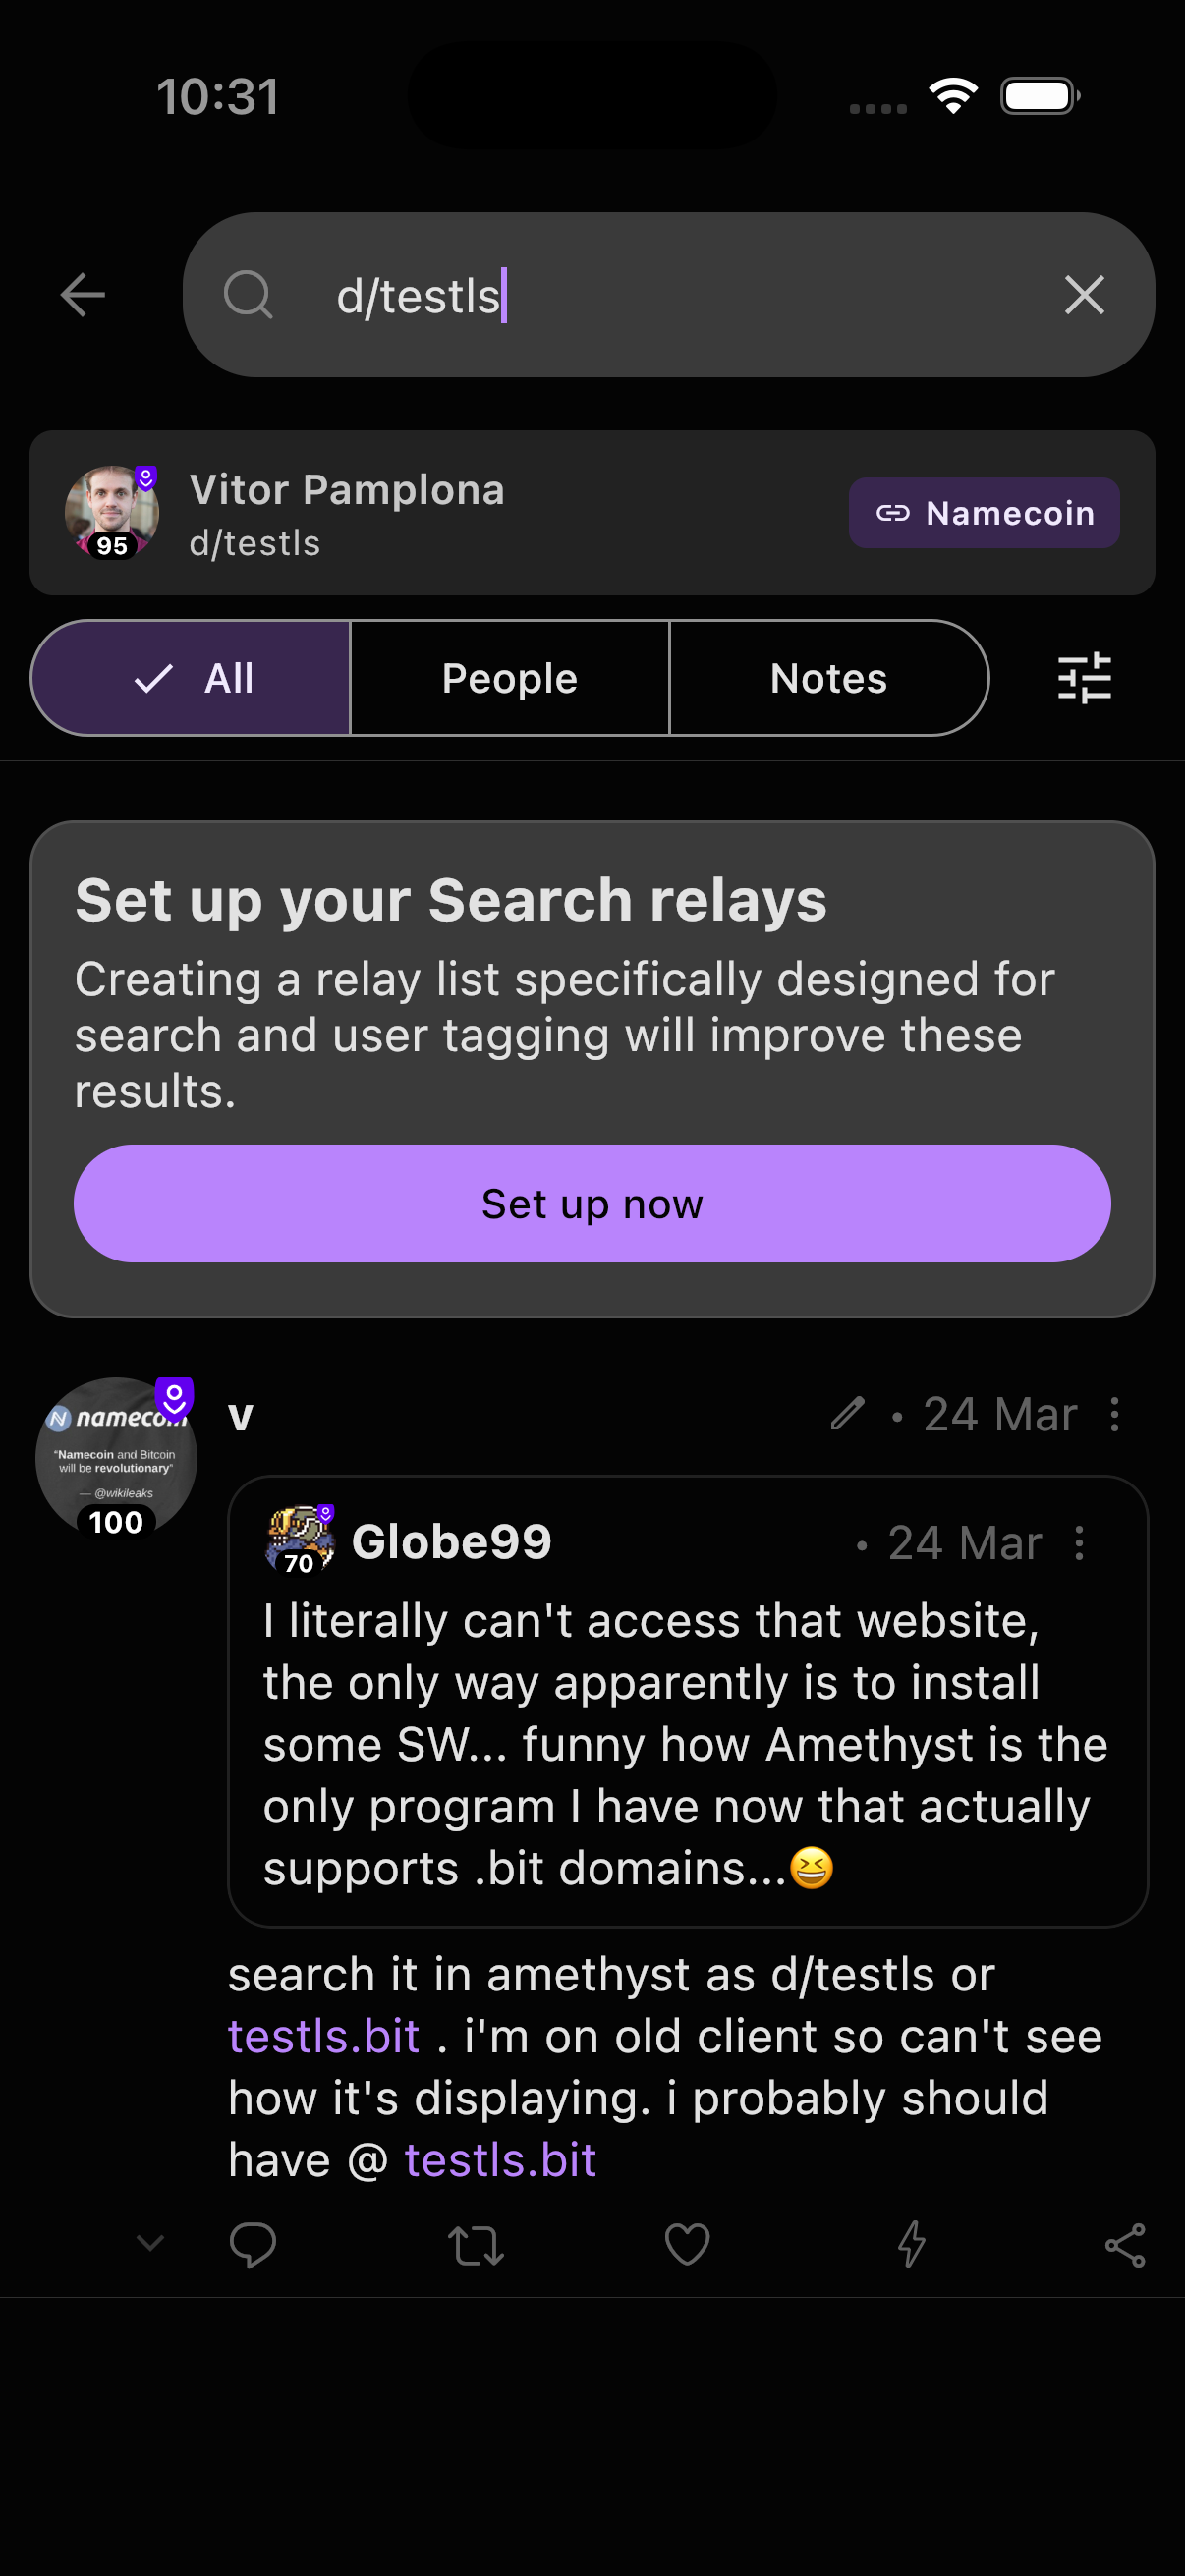 10:31
d/testls
Vitor Pamplona
d/testls
95
Namecoin
All
People
Notes
Set up your Search relays
Creating a relay list specifically designed for
search and user tagging will improve these
results.
Set up now
namecoin
"Namecoin and Bitcoin
will be revolutionary"
— @wikileaks
100
v
• 24 Mar
70
Globe99
• 24 Mar
I literally can't access that website,
the only way apparently is to install
some SW... funny how Amethyst is the
only program I have now that actually
supports .bit domains...😆
search it in amethyst as d/testls or
testls.bit . i'm on old client so can't see
how it's displaying. i probably should
have @ testls.bit